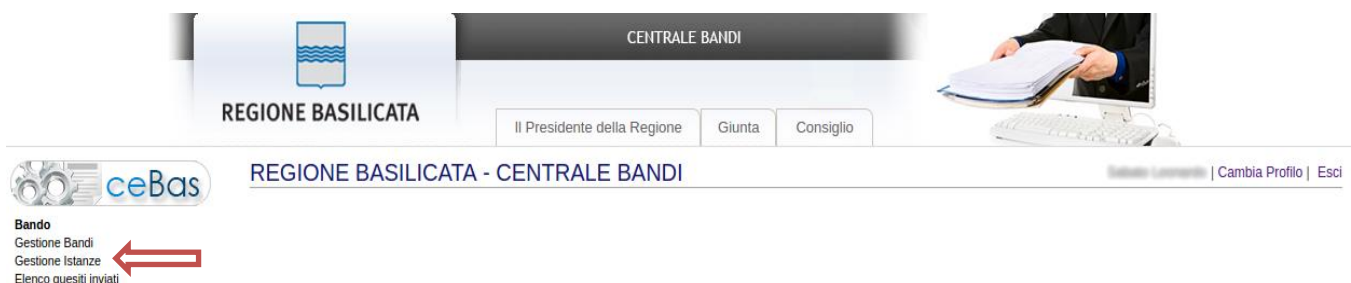 CENTRALE BANDI
REGIONE BASILICATA
Il Presidente della Regione Giunta Consiglio
ceBas
REGIONE BASILICATA - CENTRALE BANDI
| Cambia Profilo | Esci
Bando
Gestione Bandi
Gestione Istanze
Elenco quesiti inviati